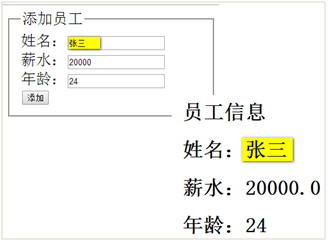 添加员工
姓名：张三
薪水：20000
年龄：24
添加
员工信息
姓名：张三
薪水：20000.0
年龄：24